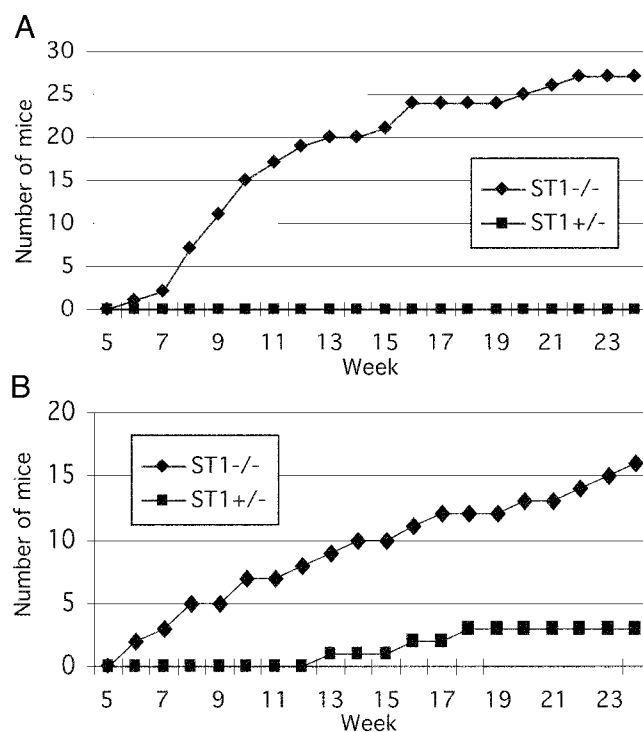 A
30
25
20
15
10
5
0
Number of mice
ST1-/-
ST1+/-
5 7 9 11 13 15 17 19 21 23
Week
B
20
15
10
5
0
Number of mice
ST1-/-
ST1+/-
5 7 9 11 13 15 17 19 21 23
Week